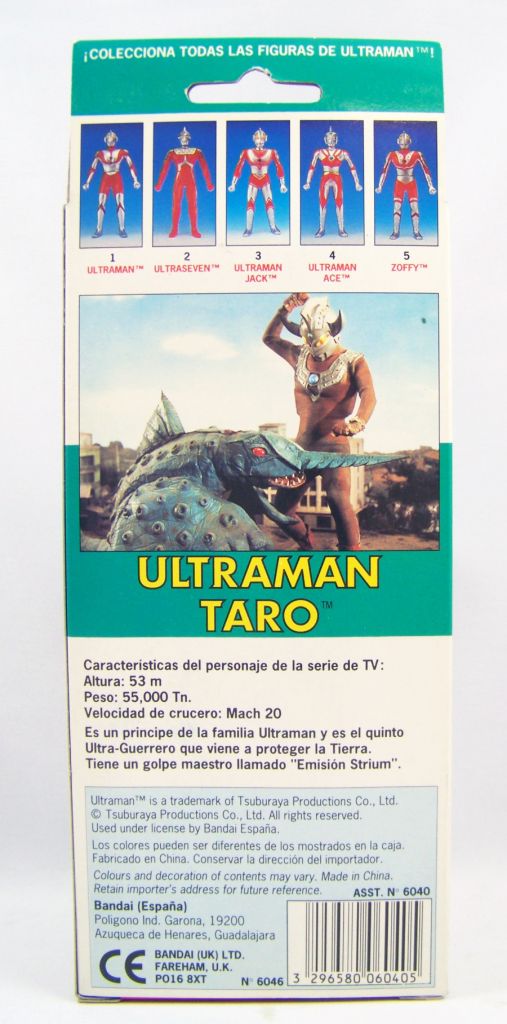 ¡COLECCIONA TODAS LAS FIGURAS DE ULTRAMAN™!
1 2 3 4 5
ULTRAMAN™ ULTRASEVEN™ ULTRAMAN JACK™ ULTRAMAN ACE™ ZOFFY™
ULTRAMAN
TARO™
Características del personaje de la serie de TV:
Altura: 53 m
Peso: 55,000 Tn.
Velocidad de crucero: Mach 20
Es un principe de la familia Ultraman y es el quinto
Ultra-Guerrero que viene a proteger la Tierra.
Tiene un golpe maestro llamado "Emisión Strium".
Ultraman™ is a trademark of Tsuburaya Productions Co., Ltd.
© Tsuburaya Productions Co., Ltd. All rights reserved.
Used under license by Bandai España.
Los colores pueden ser diferentes de los mostrados en la caja.
Fabricado en China. Conservar la dirección del importador.
Colours and decoration of contents may vary. Made in China.
Retain importer's address for future reference.
ASST. N° 6040
Bandai (España)
Poligono Ind. Garona, 19200
Azuqueca de Henares, Guadalajara
CE
BANDAI (UK) LTD.
FAREHAM, U.K.
PO16 8XT
N° 6046
3 296580 060405